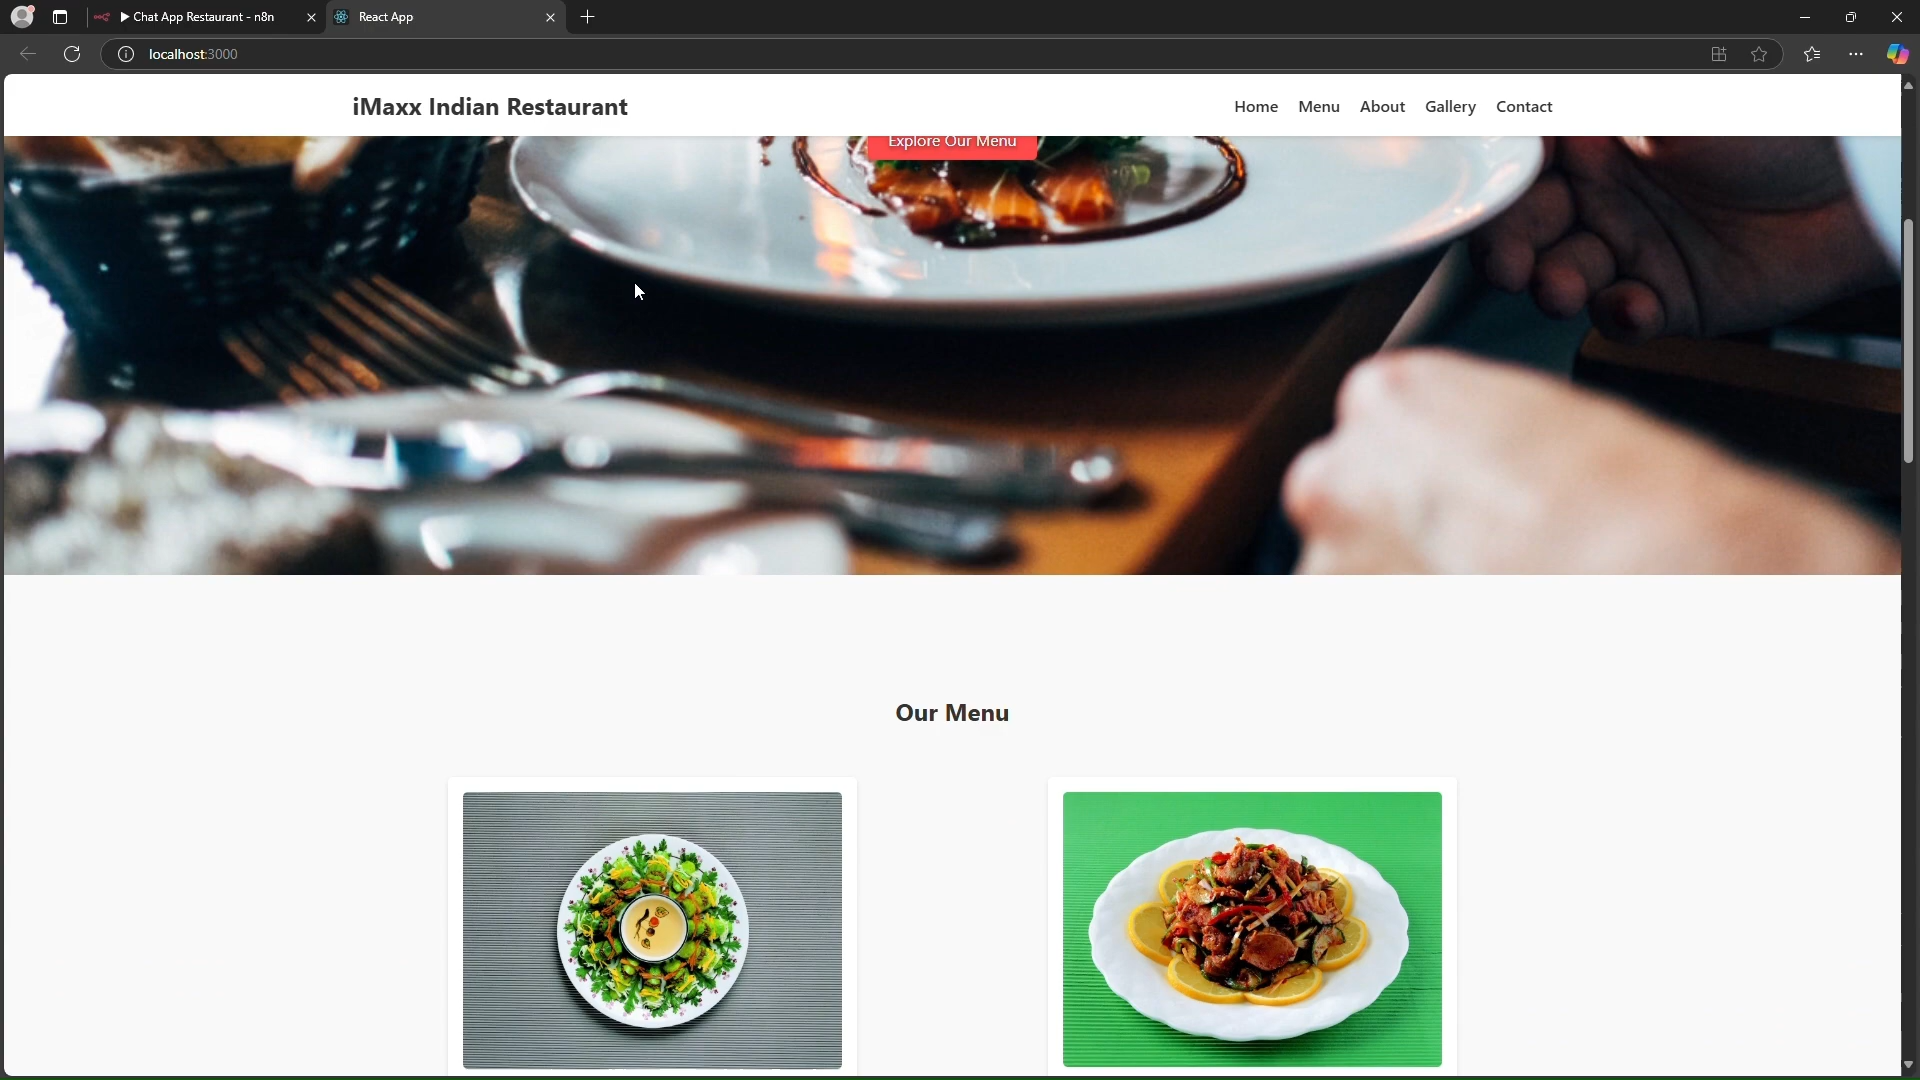 Chat App Restaurant - n8n
React App
localhost:3000
iMaxx Indian Restaurant
Home Menu About Gallery Contact
Explore Our Menu
Our Menu